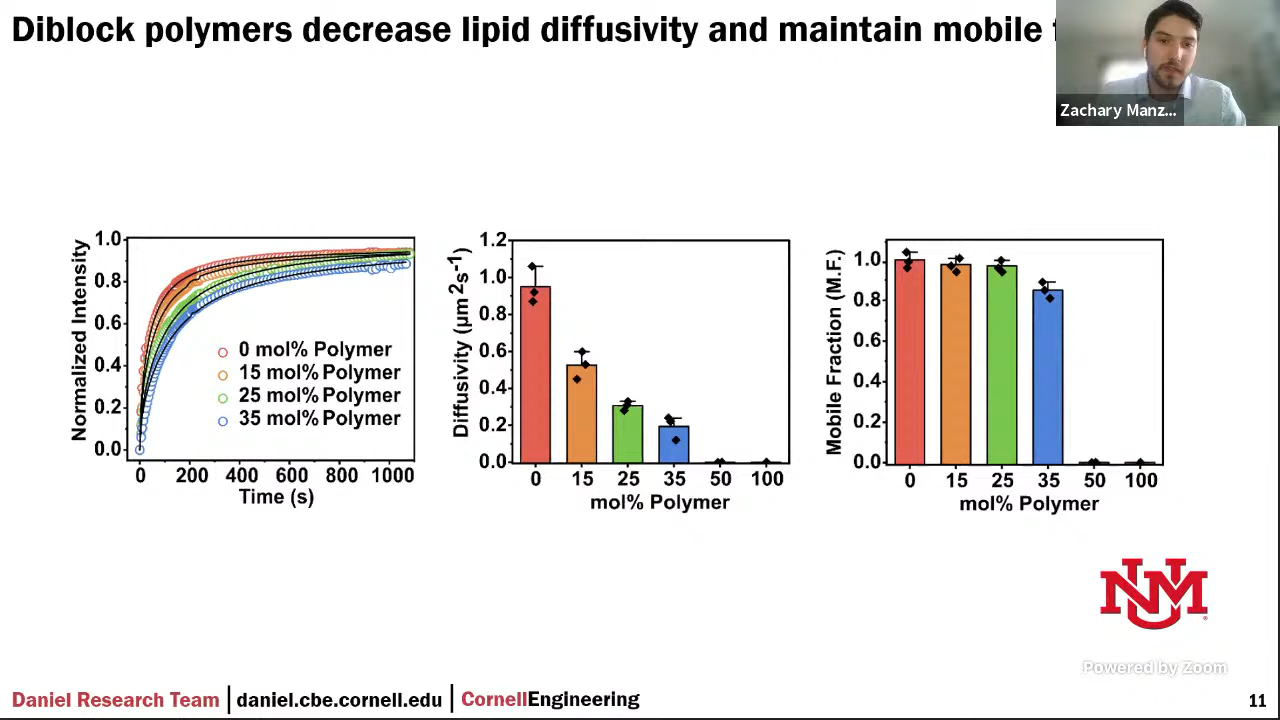 Diblock polymers decrease lipid diffusivity and maintain mobile
Zachary Manz...
Normalized Intensity
1.0
0.8
0.6
0.4
0.2
0.0
0 mol% Polymer
15 mol% Polymer
25 mol% Polymer
35 mol% Polymer
0 200 400 600 800 1000
Time (s)
Diffusivity (μm 2s-1)
1.2
1.0
0.8
0.6
0.4
0.2
0.0
0 15 25 35 50 100
mol% Polymer
Mobile Fraction (M.F.)
1.0
0.8
0.6
0.4
0.2
0.0
0 15 25 35 50 100
mol% Polymer
UNM
Powered by Zoom
Daniel Research Team | daniel.cbe.cornell.edu | CornellEngineering
11